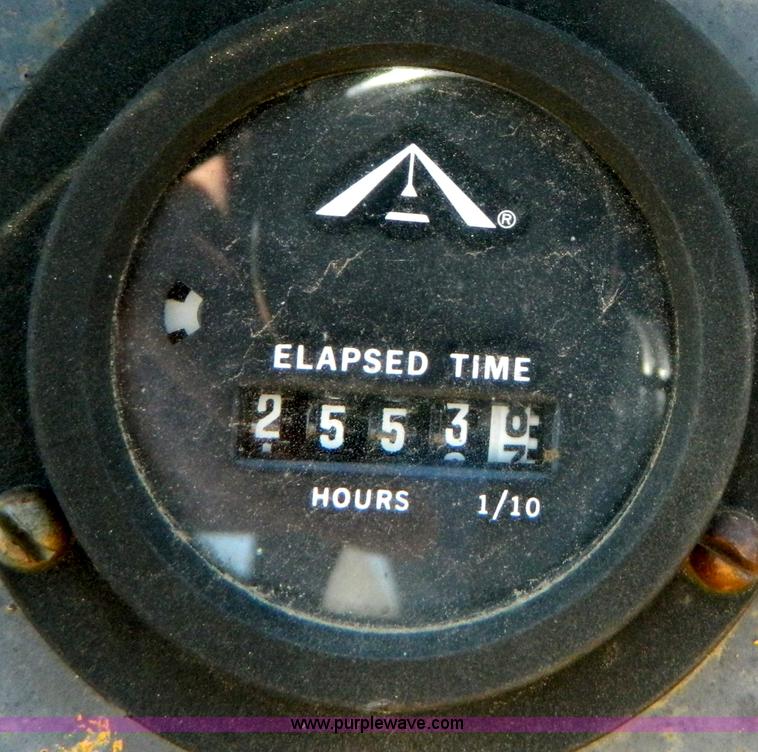 ®
ELAPSED TIME
2 5 5 3
HOURS 1/10
www.purplewave.com